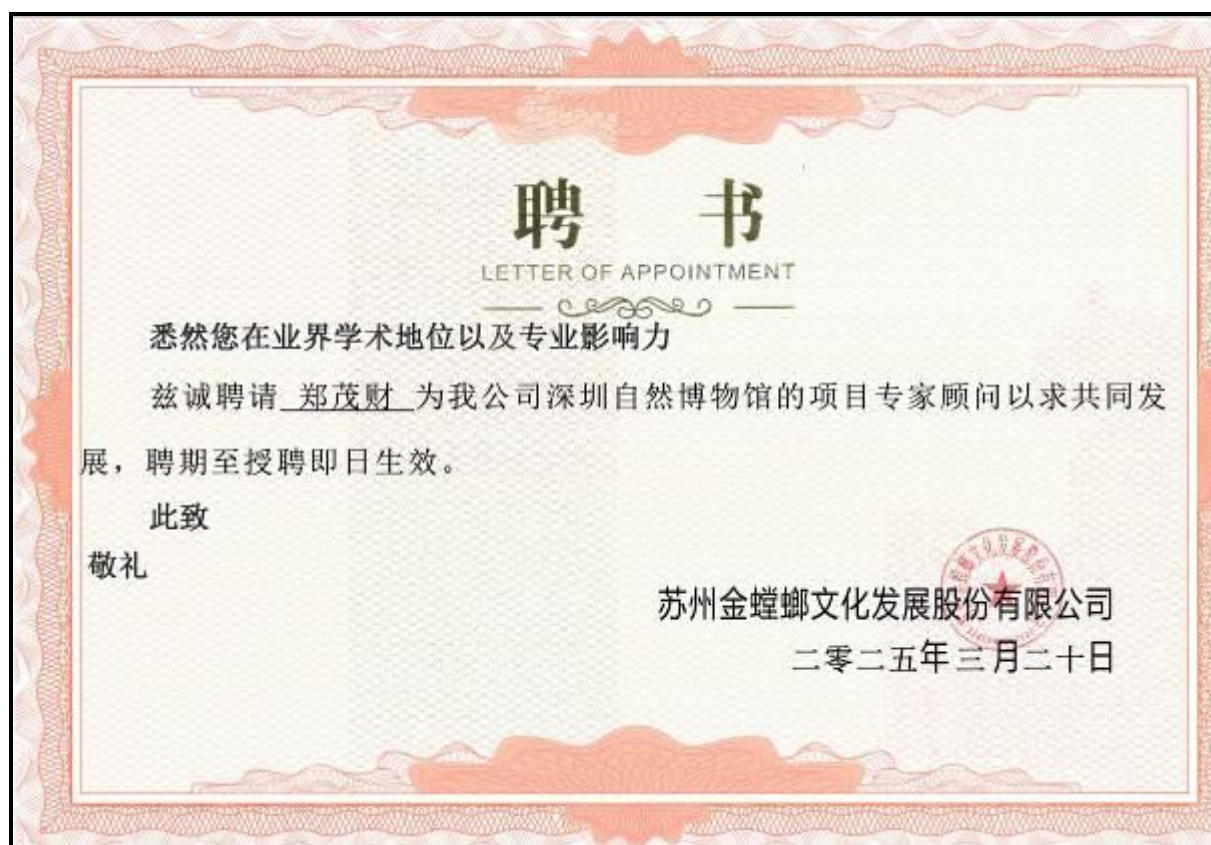 聘 书
LETTER OF APPOINTMENT
悉然您在业界学术地位以及专业影响力
兹诚聘请 郑茂财 为我公司深圳自然博物馆的项目专家顾问以求共同发
展，聘期至授聘即日生效。
此致
敬礼
苏州金螳螂文化发展股份有限公司
二零二五年三月二十日